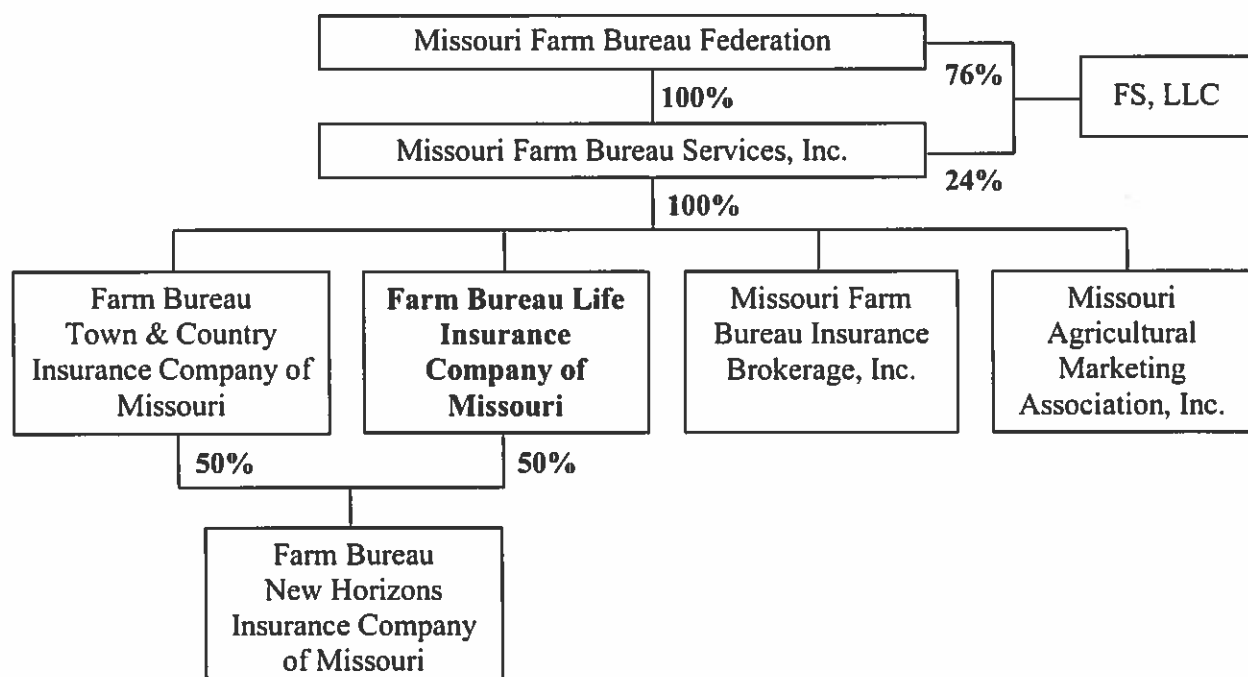 Missouri Farm Bureau Federation
76%
100%
FS, LLC
Missouri Farm Bureau Services, Inc.
24%
100%
Farm Bureau
Town & Country
Insurance Company of
Missouri
Farm Bureau Life
Insurance
Company of
Missouri
Missouri Farm
Bureau Insurance
Brokerage, Inc.
Missouri
Agricultural
Marketing
Association, Inc.
50%
50%
Farm Bureau
New Horizons
Insurance Company
of Missouri